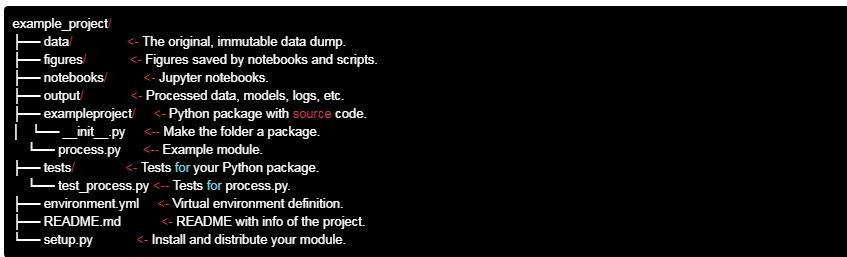 example_project/
├── data/ <- The original, immutable data dump.
├── figures/ <- Figures saved by notebooks and scripts.
├── notebooks/ <- Jupyter notebooks.
├── output/ <- Processed data, models, logs, etc.
├── exampleproject/ <- Python package with source code.
│ └── __init__.py <-- Make the folder a package.
└── process.py <-- Example module.
├── tests/ <- Tests for your Python package.
└── test_process.py <-- Tests for process.py.
├── environment.yml <- Virtual environment definition.
├── README.md <- README with info of the project.
└── setup.py <- Install and distribute your module.